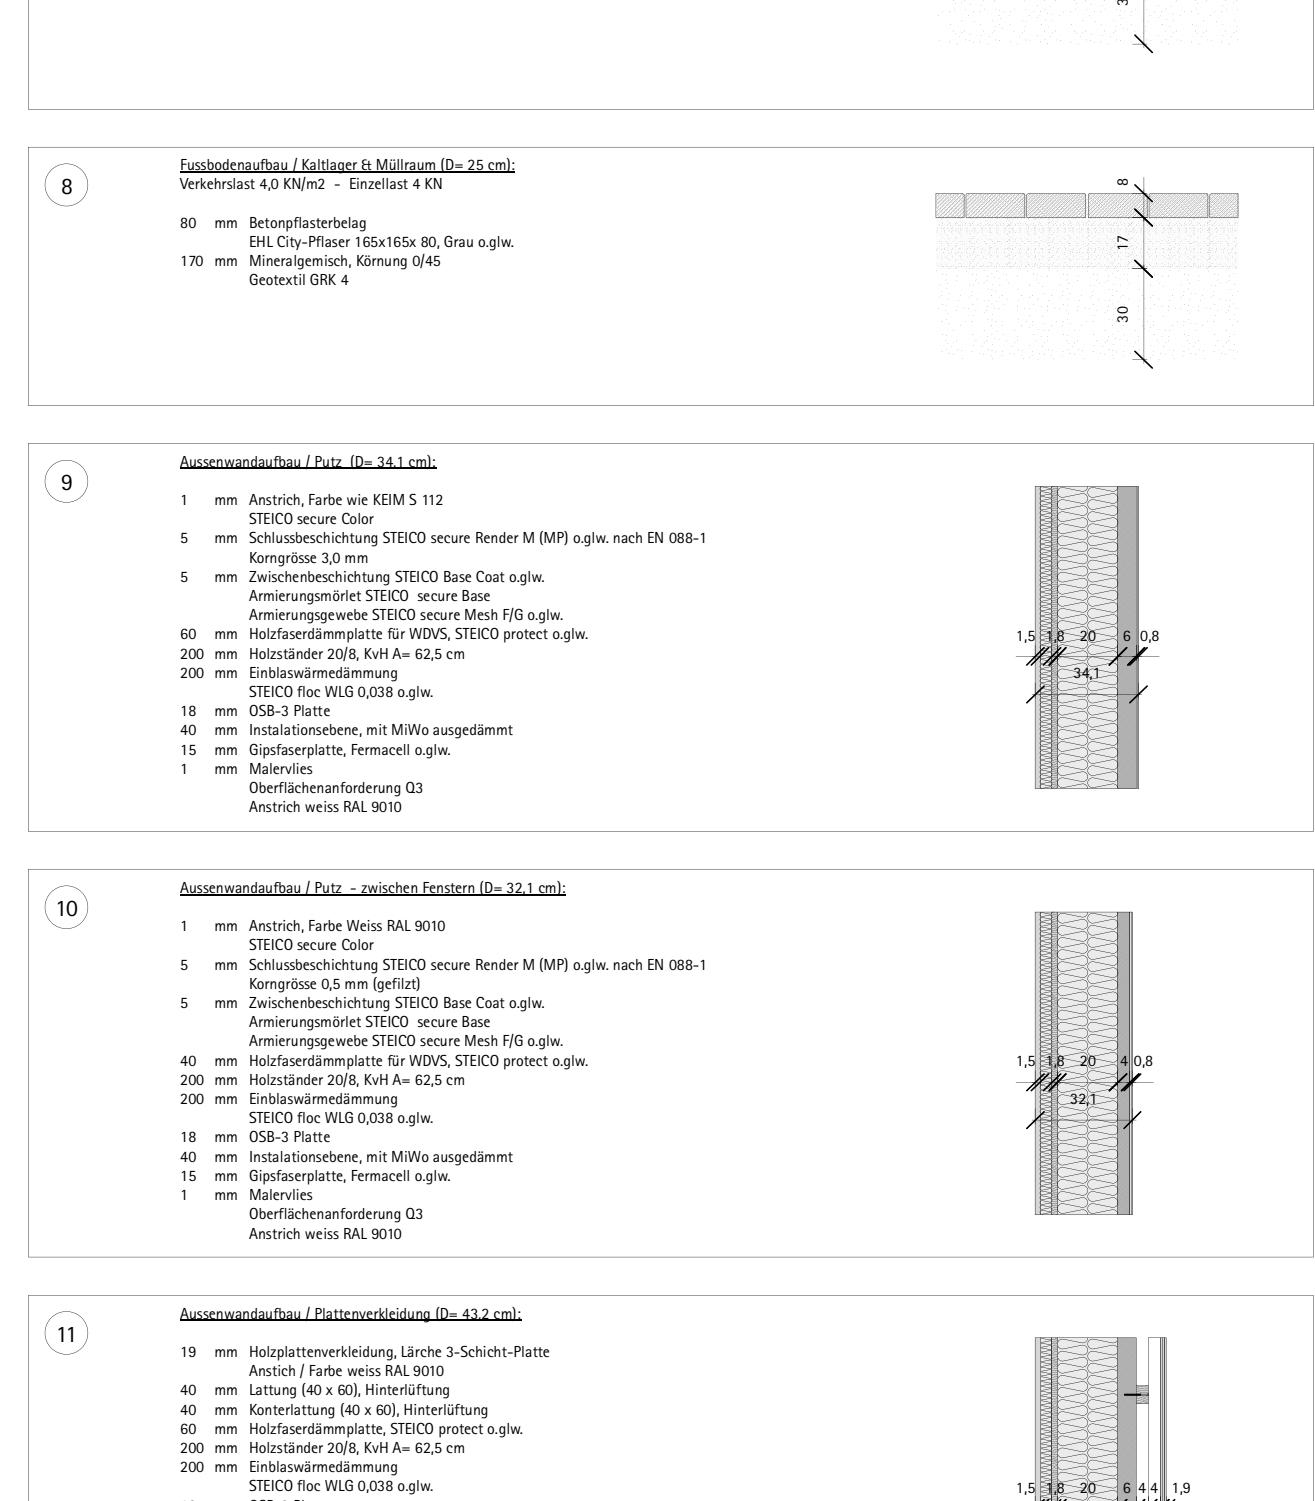 8
Fussbodenaufbau / Kaltlager & Müllraum (D= 25 cm):
Verkehrslast 4,0 KN/m2 - Einzellast 4 KN
80 mm Betonpflasterbelag
EHL City-Pflaser 165x165x 80, Grau o.glw.
170 mm Mineralgemisch, Körnung 0/45
Geotextil GRK 4
8
17
30
9
Aussenwandaufbau / Putz (D= 34.1 cm):
1 mm Anstrich, Farbe wie KEIM S 112
STEICO secure Color
5 mm Schlussbeschichtung STEICO secure Render M (MP) o.glw. nach EN 088-1
Korngrösse 3,0 mm
5 mm Zwischenbeschichtung STEICO Base Coat o.glw.
Armierungsmörlet STEICO secure Base
Armierungsgewebe STEICO secure Mesh F/G o.glw.
60 mm Holzfaserdämmplatte für WDVS, STEICO protect o.glw.
200 mm Holzständer 20/8, KvH A= 62,5 cm
200 mm Einblaswärmedämmung
STEICO floc WLG 0,038 o.glw.
18 mm OSB-3 Platte
40 mm Instalationsebene, mit MiWo ausgedämmt
15 mm Gipsfaserplatte, Fermacell o.glw.
1 mm Malervlies
Oberflächenanforderung Q3
Anstrich weiss RAL 9010
1,5 1,8 20 6 0,8
34,1
10
Aussenwandaufbau / Putz - zwischen Fenstern (D= 32,1 cm):
1 mm Anstrich, Farbe Weiss RAL 9010
STEICO secure Color
5 mm Schlussbeschichtung STEICO secure Render M (MP) o.glw. nach EN 088-1
Korngrösse 0,5 mm (gefilzt)
5 mm Zwischenbeschichtung STEICO Base Coat o.glw.
Armierungsmörlet STEICO secure Base
Armierungsgewebe STEICO secure Mesh F/G o.glw.
40 mm Holzfaserdämmplatte für WDVS, STEICO protect o.glw.
200 mm Holzständer 20/8, KvH A= 62,5 cm
200 mm Einblaswärmedämmung
STEICO floc WLG 0,038 o.glw.
18 mm OSB-3 Platte
40 mm Instalationsebene, mit MiWo ausgedämmt
15 mm Gipsfaserplatte, Fermacell o.glw.
1 mm Malervlies
Oberflächenanforderung Q3
Anstrich weiss RAL 9010
1,5 1,8 20 4 0,8
32,1
11
Aussenwandaufbau / Plattenverkleidung (D= 43.2 cm):
19 mm Holzplattenverkleidung, Lärche 3-Schicht-Platte
Anstich / Farbe weiss RAL 9010
40 mm Lattung (40 x 60), Hinterlüftung
40 mm Konterlattung (40 x 60), Hinterlüftung
60 mm Holzfaserdämmplatte, STEICO protect o.glw.
200 mm Holzständer 20/8, KvH A= 62,5 cm
200 mm Einblaswärmedämmung
STEICO floc WLG 0,038 o.glw.
1,5 1,8 20 6 4 4 1,9